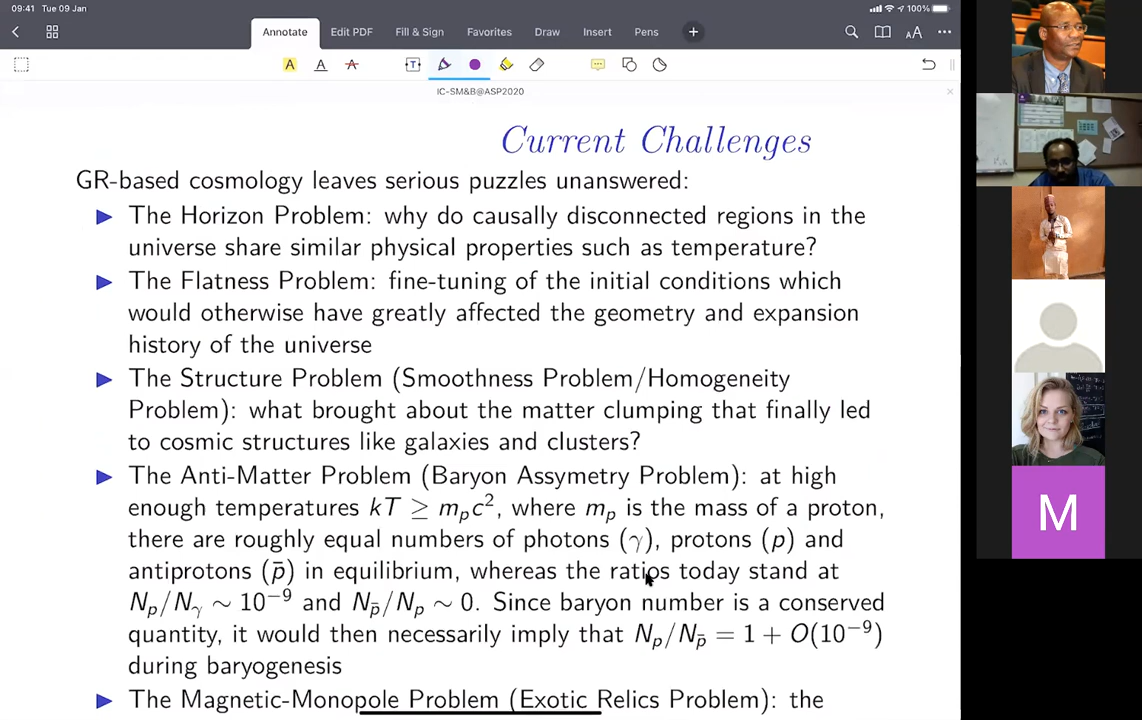 09:41 Tue 09 Jan
100%
Annotate Edit PDF Fill & Sign Favorites Draw Insert Pens
AA
A A A T
IC-SM&B@ASP2020
Current Challenges
GR-based cosmology leaves serious puzzles unanswered:
The Horizon Problem: why do causally disconnected regions in the
universe share similar physical properties such as temperature?
The Flatness Problem: fine-tuning of the initial conditions which
would otherwise have greatly affected the geometry and expansion
history of the universe
The Structure Problem (Smoothness Problem/Homogeneity
Problem): what brought about the matter clumping that finally led
to cosmic structures like galaxies and clusters?
The Anti-Matter Problem (Baryon Assymetry Problem): at high
enough temperatures kT ≥ m_p c², where m_p is the mass of a proton,
there are roughly equal numbers of photons (γ), protons (p) and
antiprotons (p̄) in equilibrium, whereas the ratios today stand at
N_p/N_γ ∼ 10⁻⁹ and N_p̄/N_p ∼ 0. Since baryon number is a conserved
quantity, it would then necessarily imply that N_p/N_p̄ = 1 + O(10⁻⁹)
during baryogenesis
The Magnetic-Monopole Problem (Exotic Relics Problem): the
M